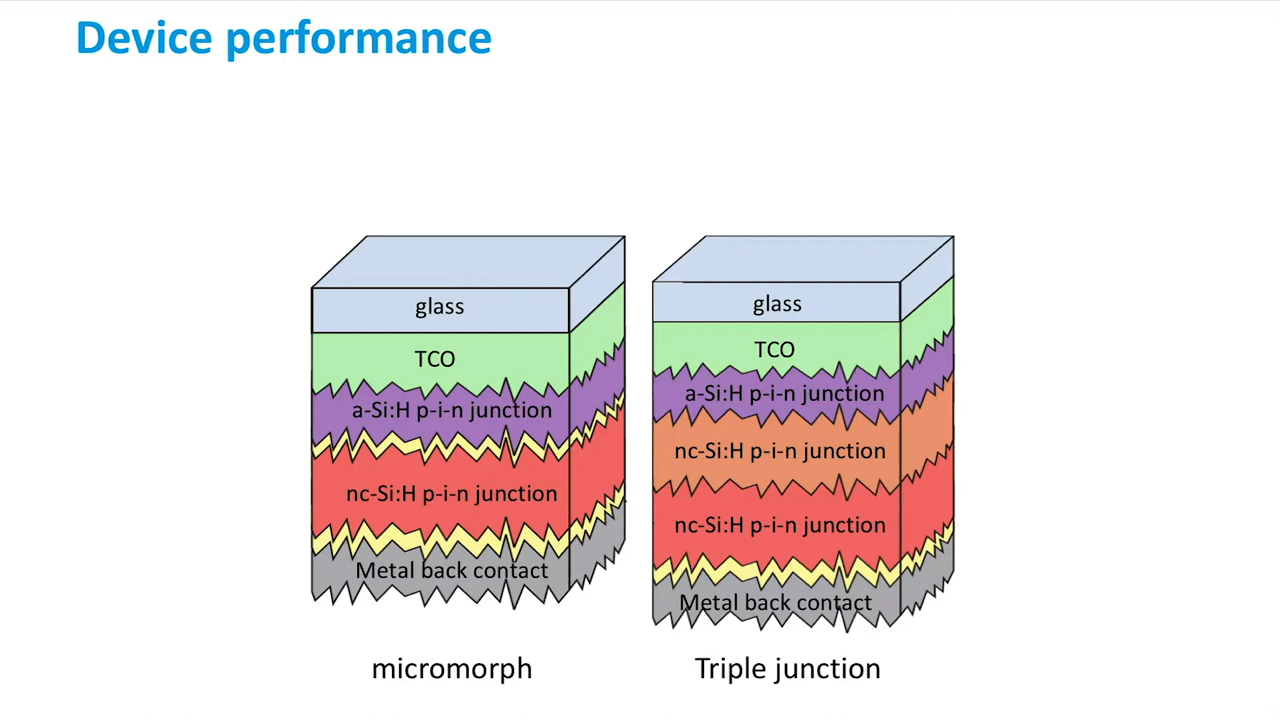 Device performance
glass
TCO
a-Si:H p-i-n junction
nc-Si:H p-i-n junction
Metal back contact
micromorph
glass
TCO
a-Si:H p-i-n junction
nc-Si:H p-i-n junction
nc-Si:H p-i-n junction
Metal back contact
Triple junction